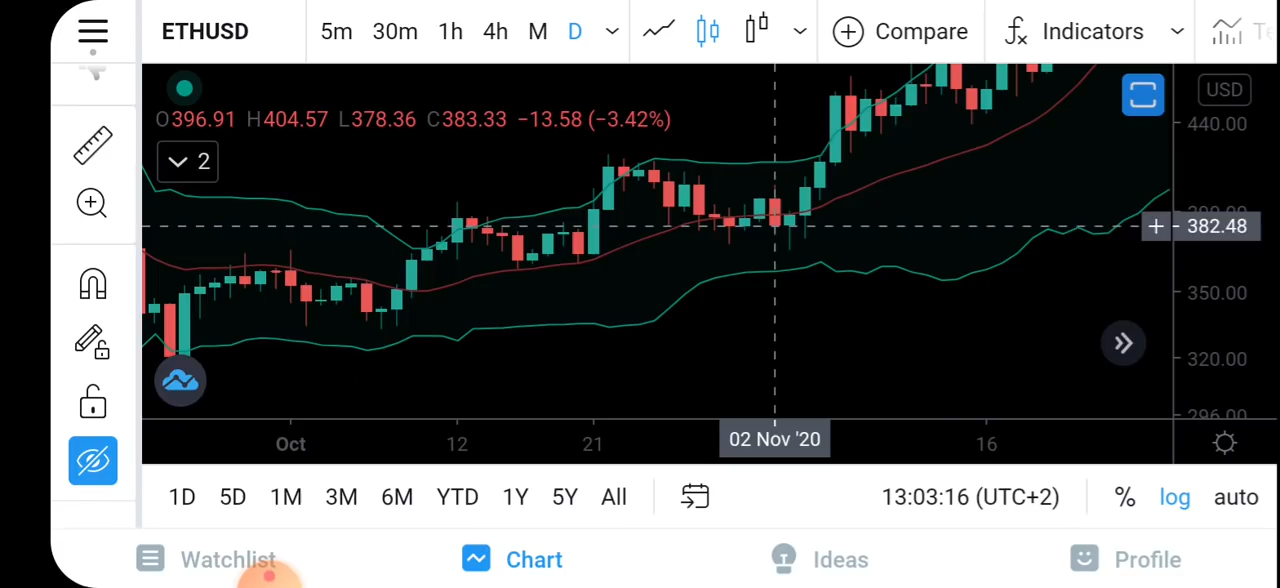 ETHUSD 5m 30m 1h 4h M D Compare Indicators
USD
O396.91 H404.57 L378.36 C383.33 −13.58 (−3.42%)
440.00
2
382.48
350.00
320.00
296.00
Oct 12 21 02 Nov '20 16
1D 5D 1M 3M 6M YTD 1Y 5Y All 13:03:16 (UTC+2) % log auto
Watchlist Chart Ideas Profile